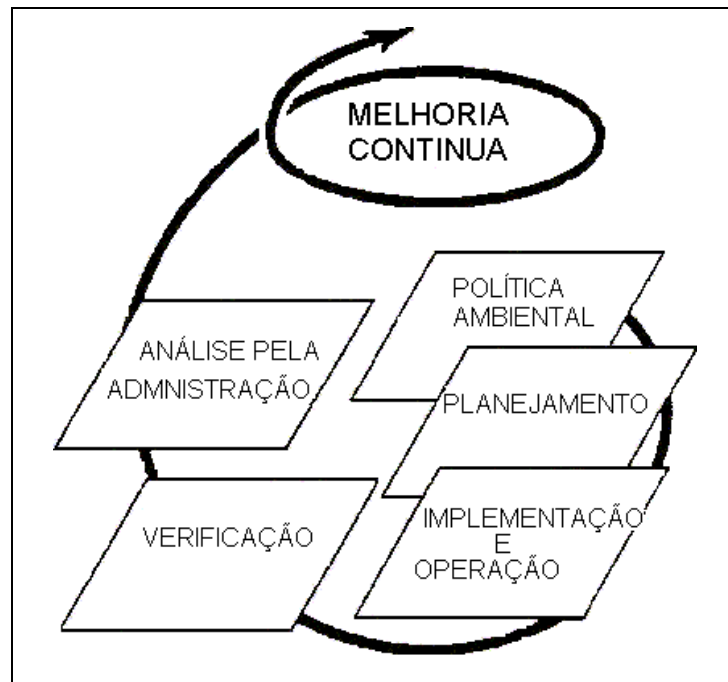 MELHORIA
CONTINUA
POLÍTICA
AMBIENTAL
PLANEJAMENTO
IMPLEMENTAÇÃO
E
OPERAÇÃO
VERIFICAÇÃO
ANÁLISE PELA
ADMNISTRAÇÃO